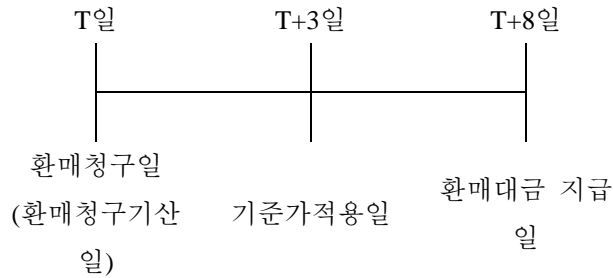 T일 T+3일 T+8일
환매청구일
(환매청구기산
일)
기준가적용일
환매대금 지급
일